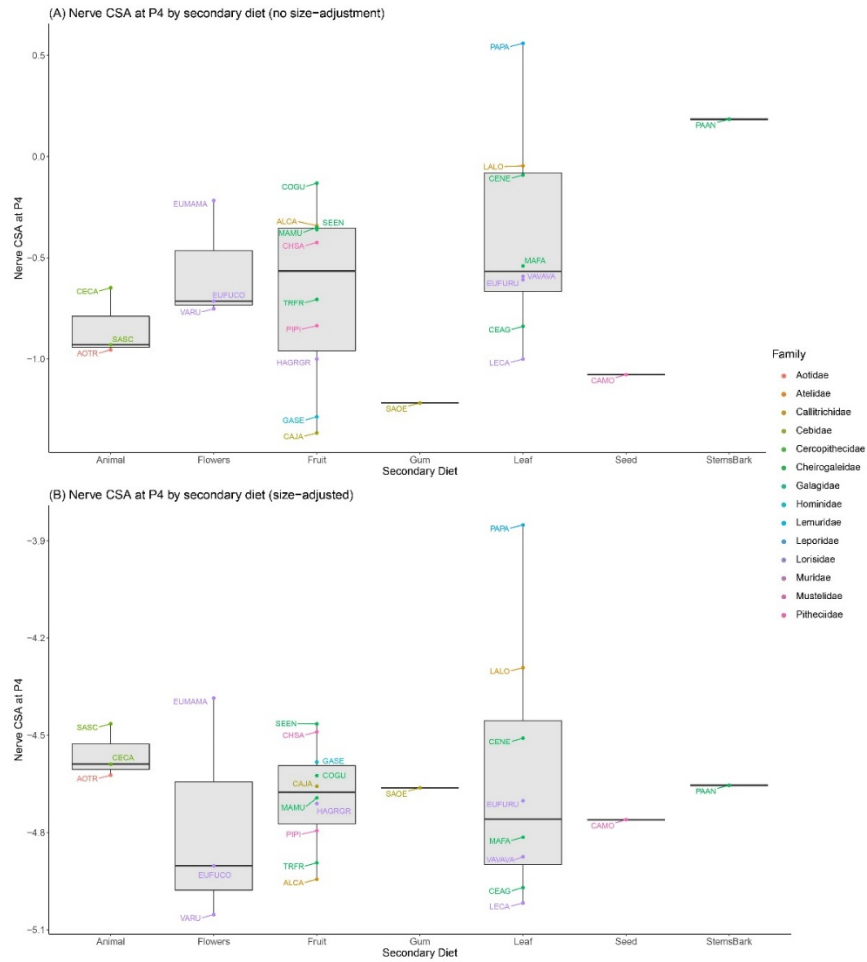 (A) Nerve CSA at P4 by secondary diet (no size-adjustment)
Nerve CSA at P4
0.5
0.0
−0.5
−1.0
PAPA
PAAN
LALO
CENE
COGU
EUMAMA
ALCA
SEEN
MAMU
CHSA
MAFA
CECA
EUFURU
VAVAVA
EUFUCO
TRFR
VARU
PIPI
CEAG
SASC
AOTR
HAGRGR
LECA
CAMO
SAOE
GASE
CAJA
Animal
Flowers
Fruit
Gum
Leaf
Seed
StemsBark
Secondary Diet
Family
Aotidae
Atelidae
Callitrichidae
Cebidae
Cercopithecidae
Cheirogaleidae
Galagidae
Hominidae
Lemuridae
Leporidae
Lorisidae
Muridae
Mustelidae
Pitheciidae
(B) Nerve CSA at P4 by secondary diet (size-adjusted)
Nerve CSA at P4
−3.9
−4.2
−4.5
−4.8
−5.1
PAPA
LALO
EUMAMA
SASC
SEEN
CHSA
CENE
CECA
GASE
AOTR
COGU
CAJA
SAOE
PAAN
MAMU
HAGRGR
EUFURU
CAMO
PIPI
MAFA
EUFUCO
TRFR
VAVAVA
ALCA
CEAG
VARU
LECA
Animal
Flowers
Fruit
Gum
Leaf
Seed
StemsBark
Secondary Diet